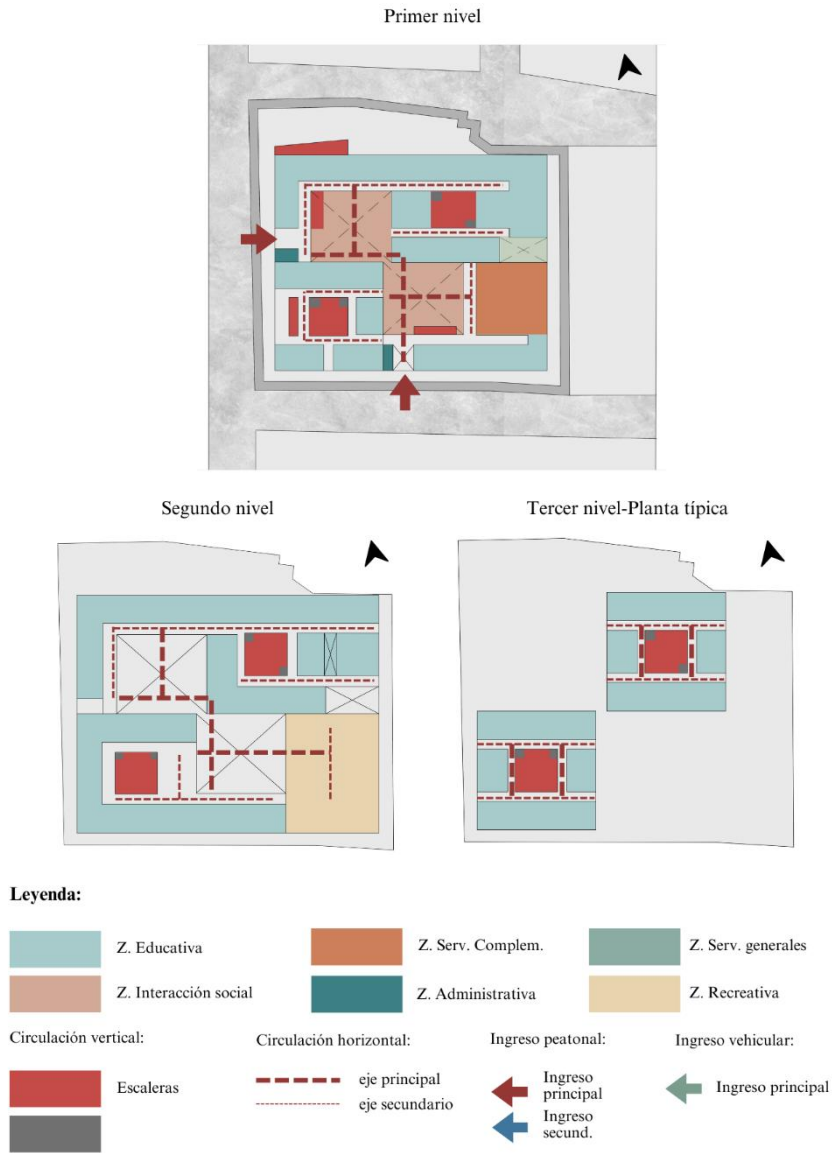 Primer nivel
Segundo nivel
Tercer nivel-Planta típica
Leyenda:
Z. Educativa
Z. Serv. Complem.
Z. Serv. generales
Z. Interacción social
Z. Administrativa
Z. Recreativa
Circulación vertical:
Circulación horizontal:
Ingreso peatonal:
Ingreso vehicular:
Escaleras
eje principal
eje secundario
Ingreso
principal
Ingreso
secund.
Ingreso principal